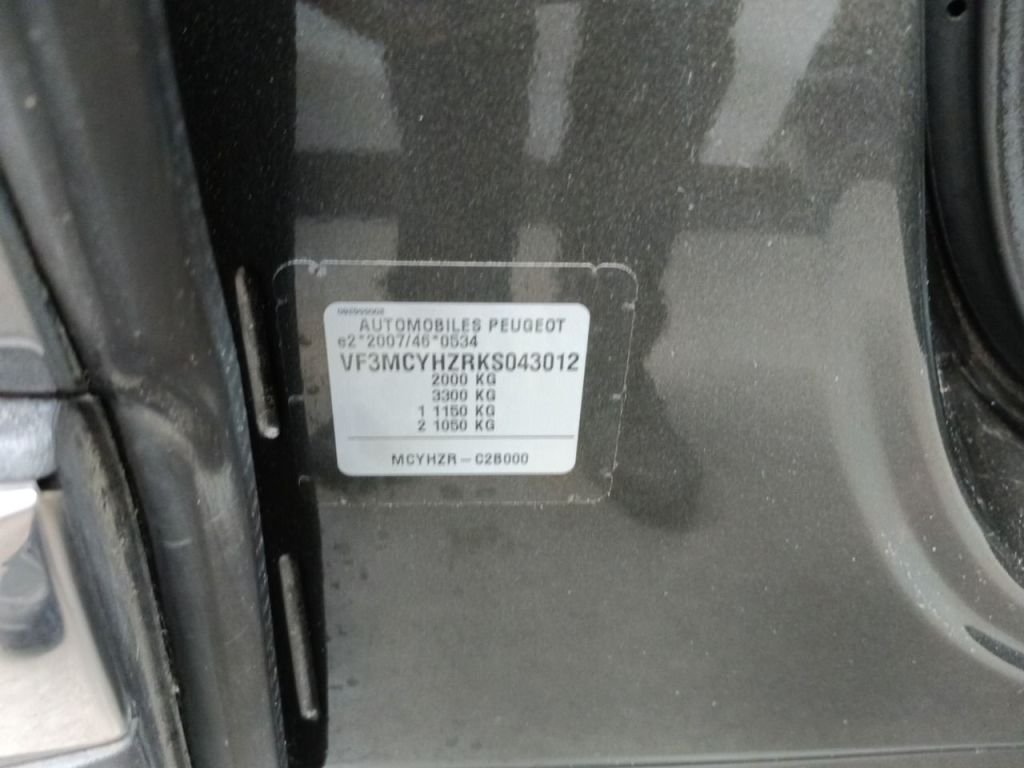 AUTOMOBILES PEUGEOT
e2*2007/46*0534
VF3MCYHZRKS043012
2000 KG
3300 KG
1 1150 KG
2 1050 KG
MCYHZR-C2B000